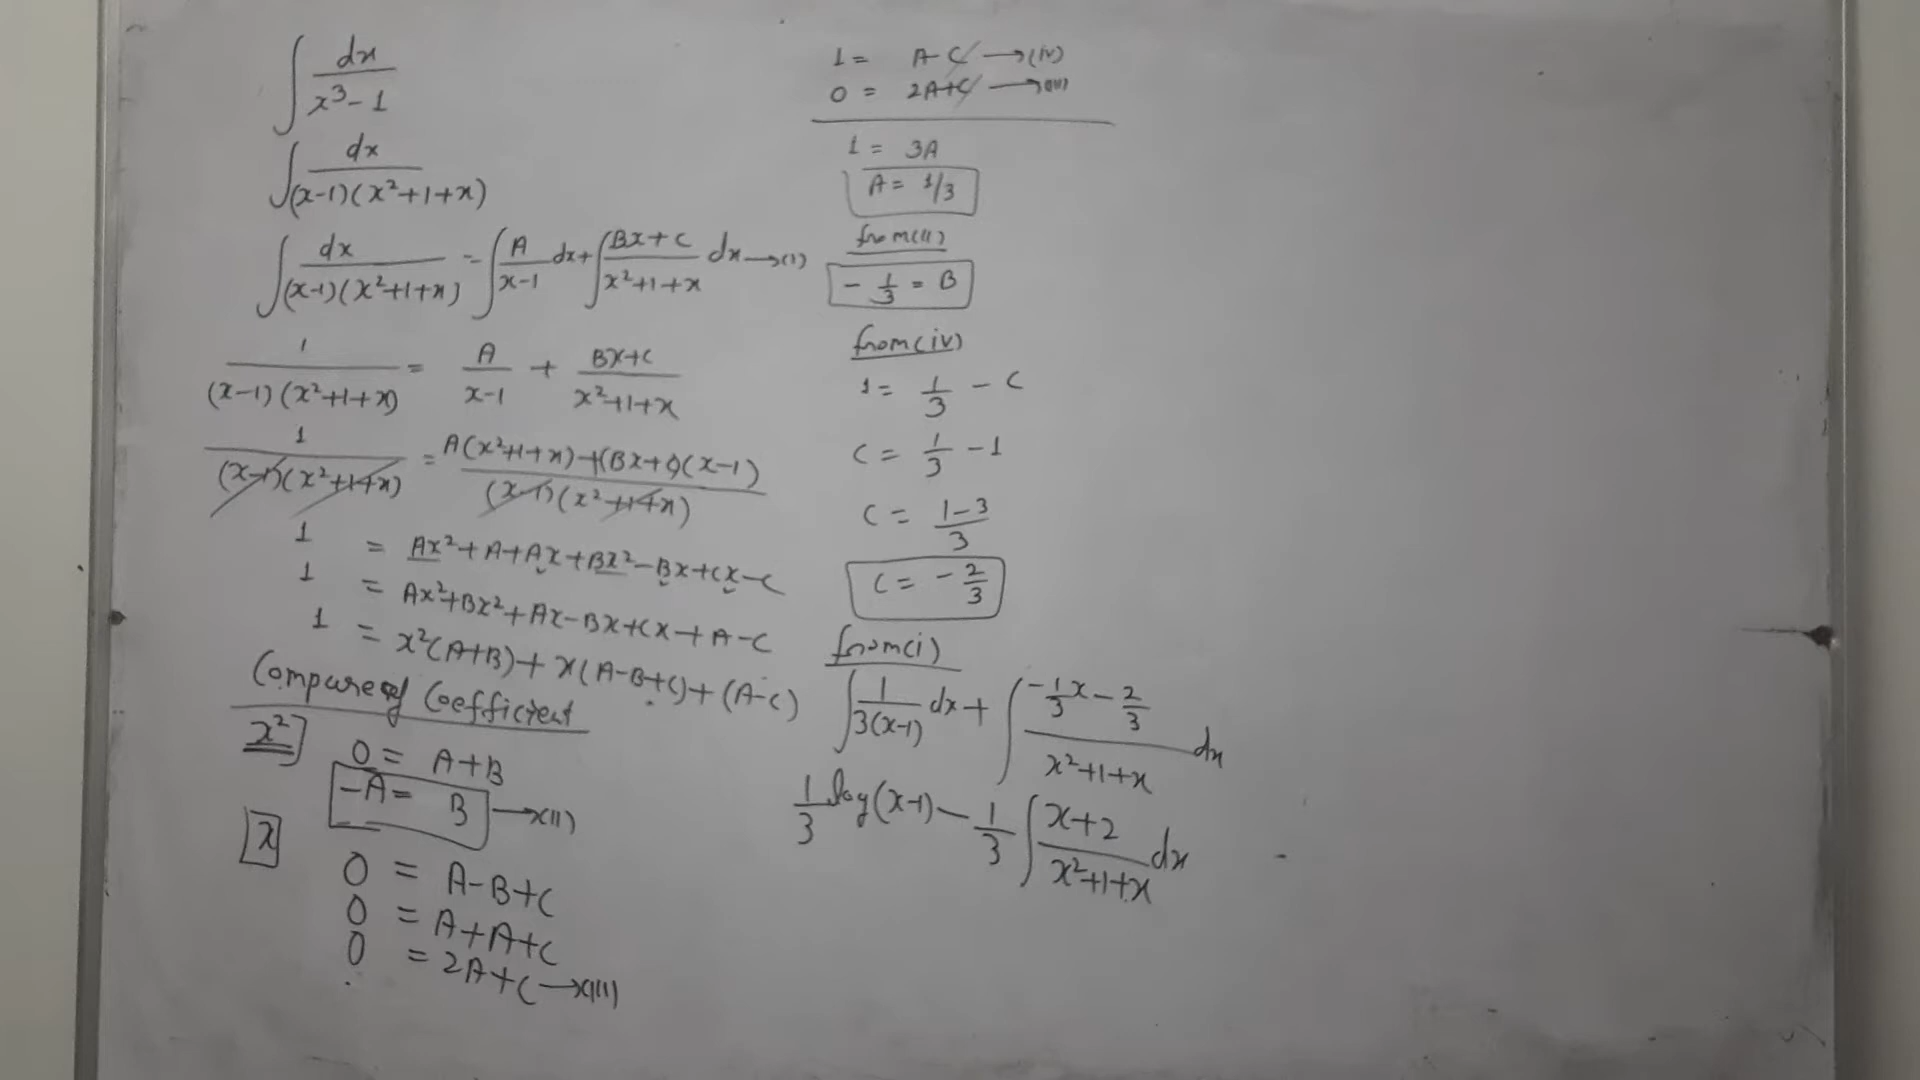 ∫ dx / x³ - 1
∫ dx / (x-1)(x²+1+x)
∫ dx / (x-1)(x²+1+x) = ∫ A / x-1 dx + ∫ Bx+C / x²+1+x dx → (i)
1 / (x-1)(x²+1+x) = A / x-1 + Bx+C / x²+1+x
1 / (x-1)(x²+1+x) = A(x²+1+x)+(Bx+C)(x-1) / (x-1)(x²+1+x)
1 = Ax²+A+Ax+Bx²-Bx+Cx-C
1 = Ax²+Bx²+Ax-Bx+Cx+A-C
1 = x²(A+B)+x(A-B+C)+(A-C)
Compare of Coefficient
x²] 0 = A+B
-A = B → (ii)
x 0 = A-B+C
0 = A+A+C
0 = 2A+C → (iii)
1 = A-C → (iv)
0 = 2A+C → (iii)
1 = 3A
A = 1/3
from (ii)
- 1/3 = B
from (iv)
1 = 1/3 - C
C = 1/3 - 1
C = 1-3 / 3
C = - 2/3
from (i)
∫ 1 / 3(x-1) dx + ∫ -1/3 x - 2/3 / x²+1+x dx
1/3 log(x-1) - 1/3 ∫ x+2 / x²+1+x dx